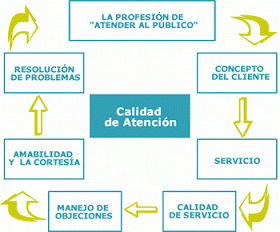 LA PROFESIÓN DE
"ATENDER AL PÚBLICO"
CONCEPTO
DEL CLIENTE
SERVICIO
CALIDAD
DE SERVICIO
MANEJO DE
OBJECIONES
AMABILIDAD
Y LA CORTESÍA
RESOLUCIÓN
DE PROBLEMAS
Calidad
de Atención